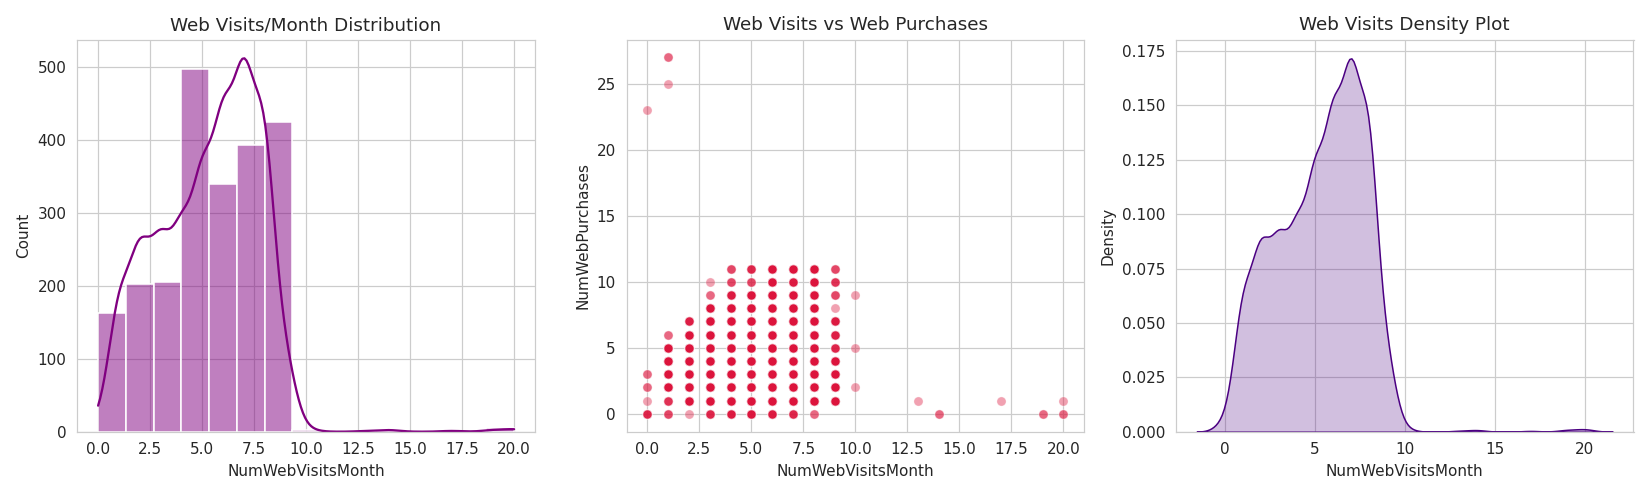 Web Visits/Month Distribution
500
400
300
200
100
0
Count
0.0 2.5 5.0 7.5 10.0 12.5 15.0 17.5 20.0
NumWebVisitsMonth
Web Visits vs Web Purchases
25
20
15
10
5
0
NumWebPurchases
0.0 2.5 5.0 7.5 10.0 12.5 15.0 17.5 20.0
NumWebVisitsMonth
Web Visits Density Plot
0.175
0.150
0.125
0.100
0.075
0.050
0.025
0.000
Density
0 5 10 15 20
NumWebVisitsMonth